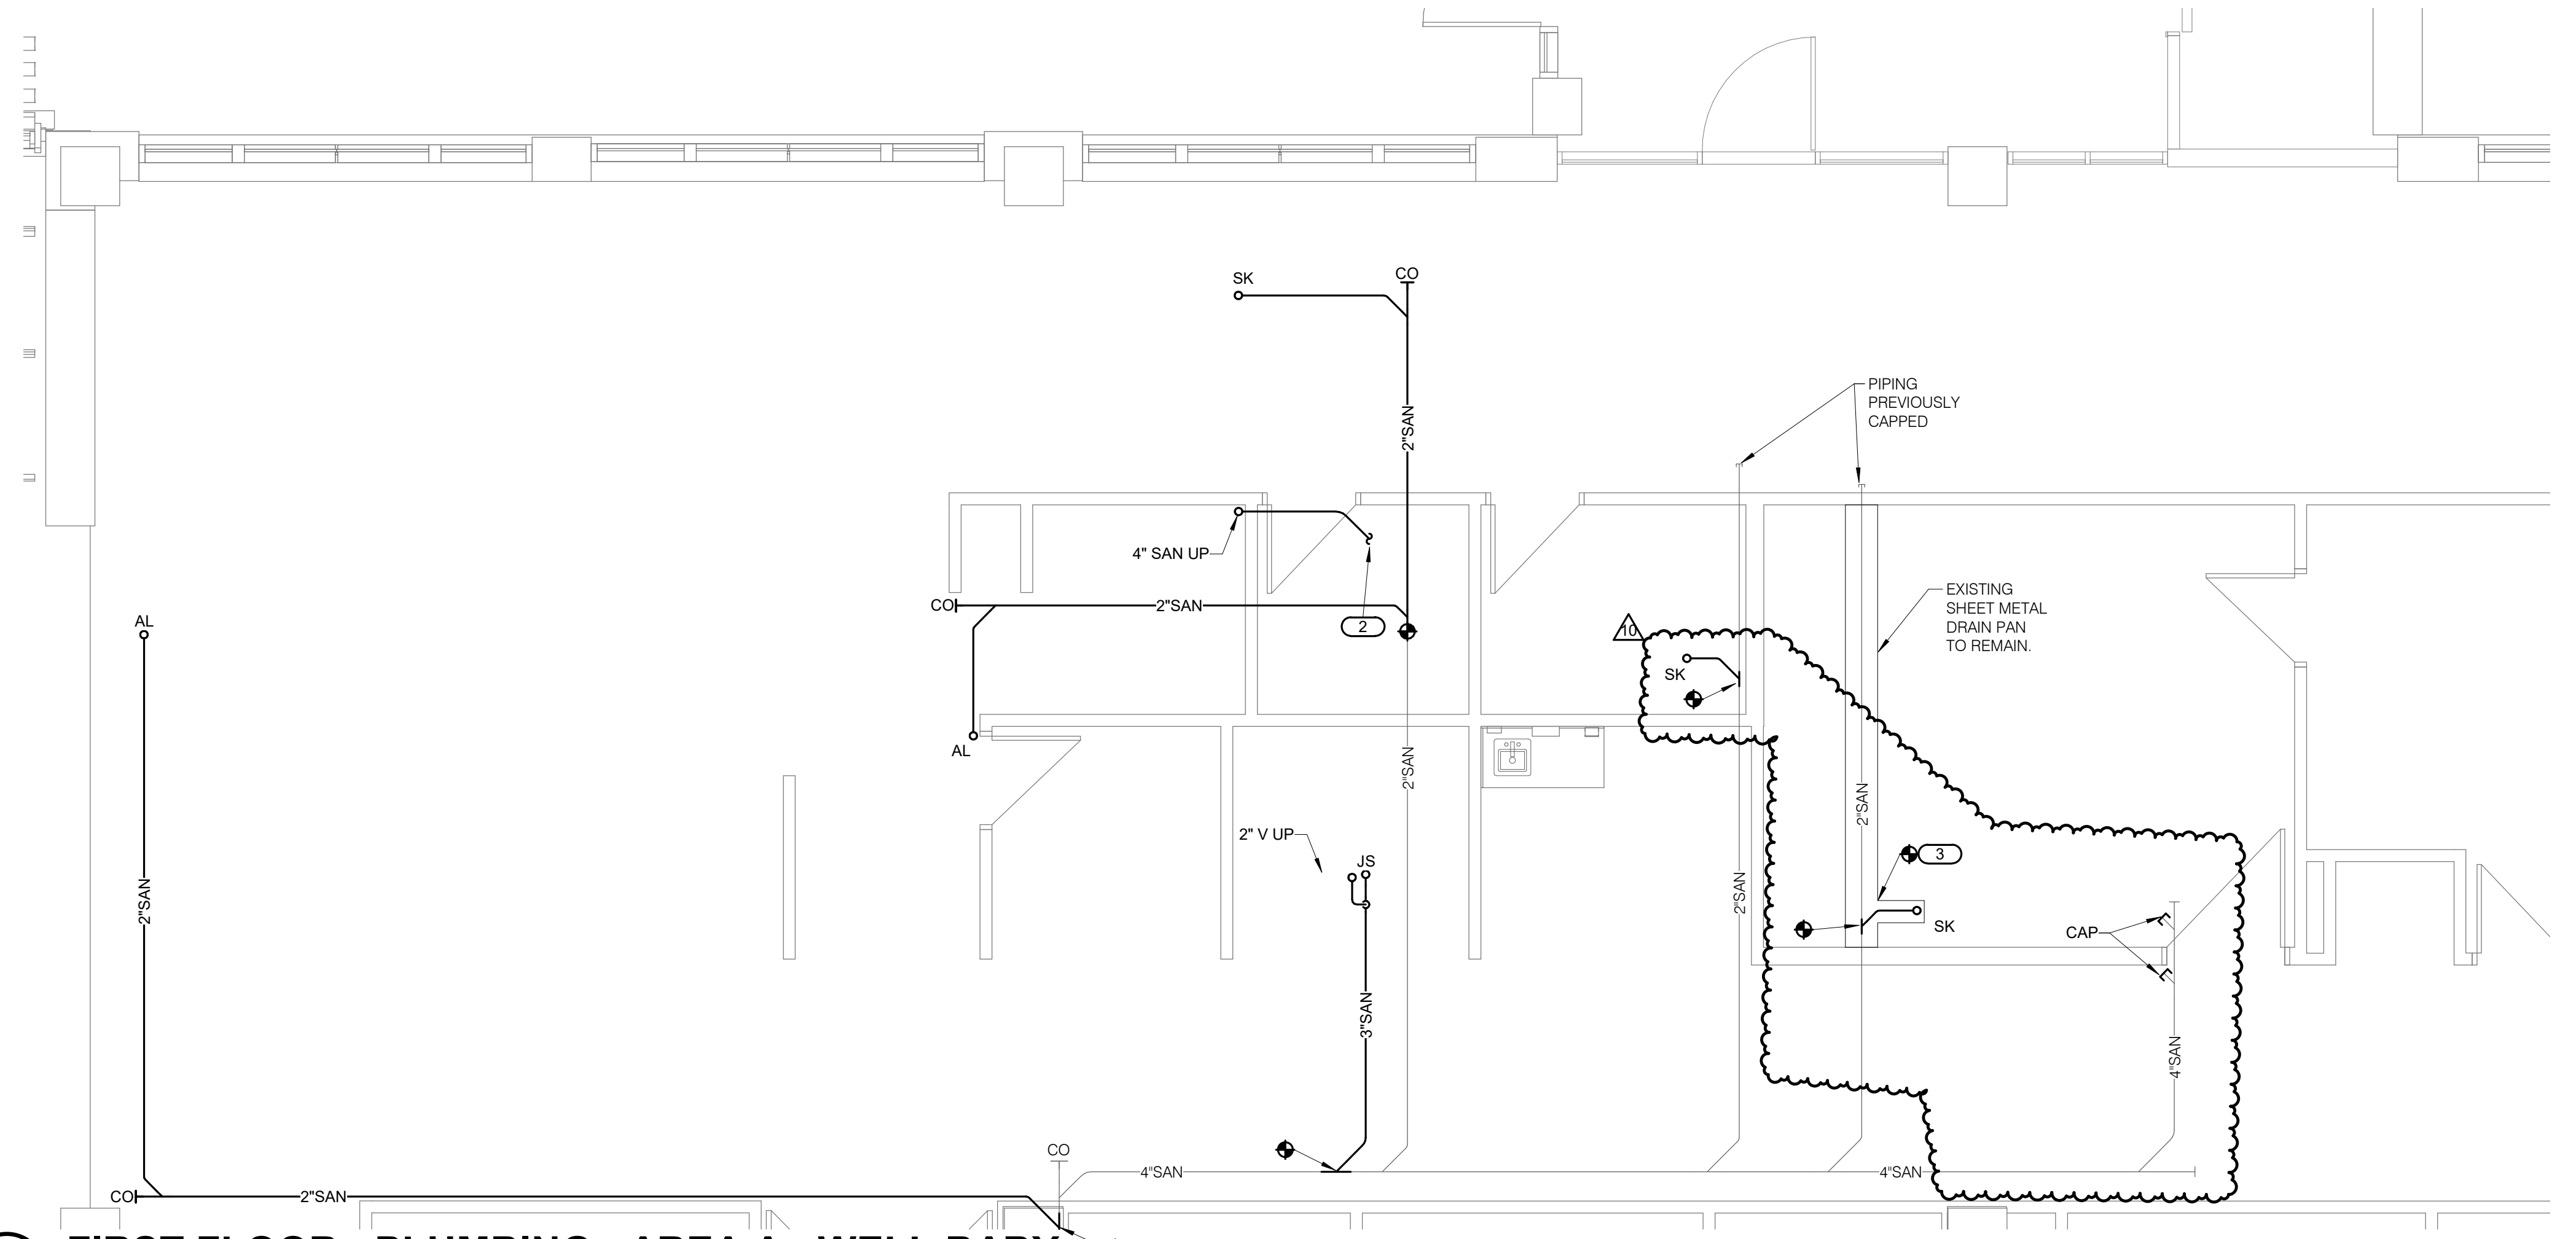 SK
CO
2"SAN
PIPING
PREVIOUSLY
CAPPED
4" SAN UP
2
CO
2"SAN
EXISTING
SHEET METAL
DRAIN PAN
TO REMAIN.
AL
10
SK
AL
2"SAN
2"SAN
2" V UP
JS
3
2"SAN
2"SAN
SK
CAP
3"SAN
4"SAN
CO
4"SAN
4"SAN
CO
2"SAN
FIRST FLOOR - PLUMBING - AREA A - WELL BABY